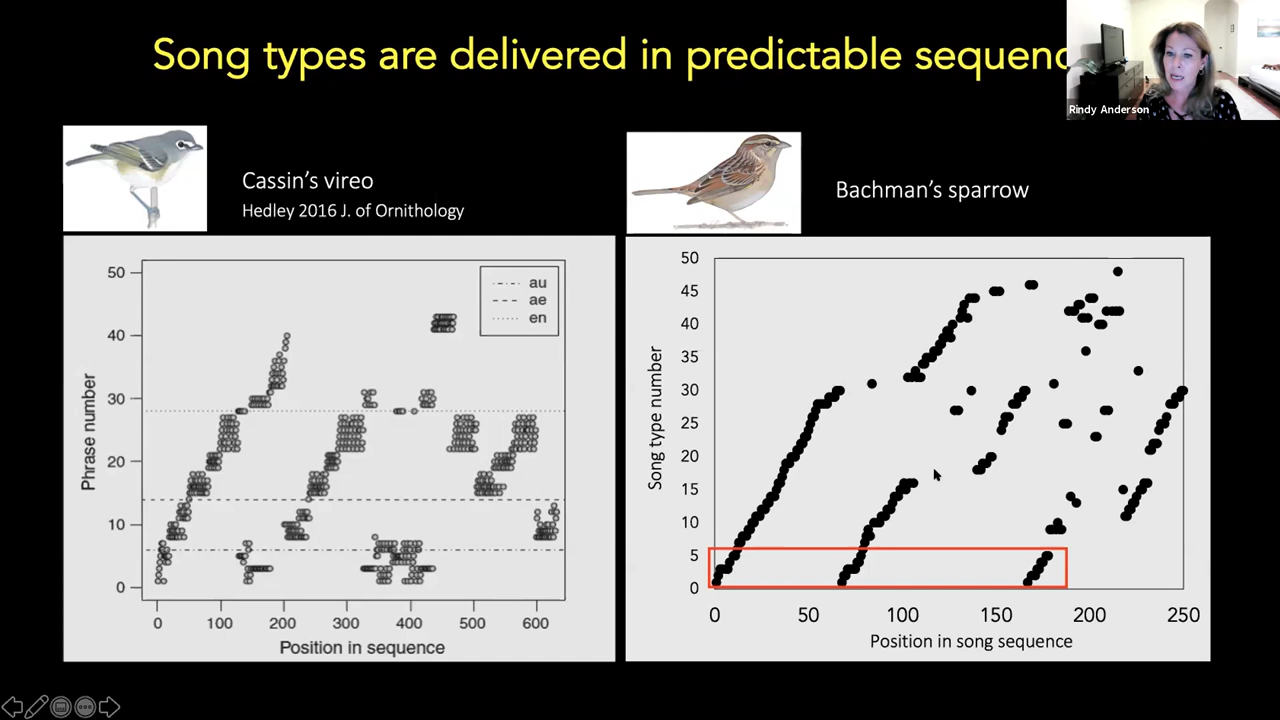 Song types are delivered in predictable sequenc
Rindy Anderson
Cassin's vireo
Hedley 2016 J. of Ornithology
Bachman's sparrow
50
40
30
20
10
0
Phrase number
au
ae
en
0
100
200
300
400
500
600
Position in sequence
50
45
40
35
30
25
20
15
10
5
0
Song type number
0
50
100
150
200
250
Position in song sequence